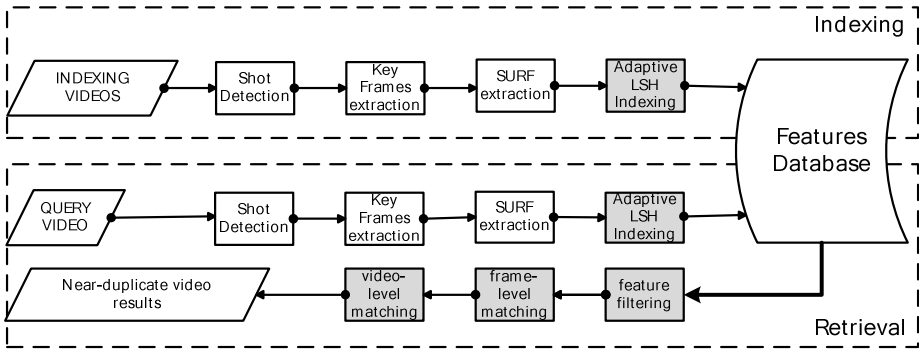 Indexing
INDEXING
VIDEOS
Shot
Detection
Key
Frames
extraction
SURF
extraction
Adaptive
LSH
Indexing
Features
Database
QUERY
VIDEO
Shot
Detection
Key
Frames
extraction
SURF
extraction
Adaptive
LSH
Indexing
Near-duplicate video
results
video-
level
matching
frame-
level
matching
feature
filtering
Retrieval